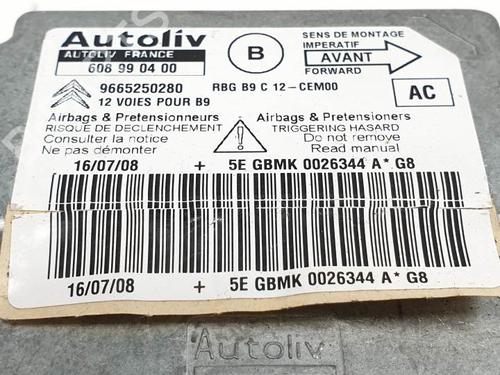 Autoliv
AUTOLIV FRANCE
608 99 04 00
B
SENS DE MONTAGE
IMPERATIF
AVANT
FORWARD
9665250280
RBG B9 C 12-CEM00
12 VOIES POUR B9
AC
Airbags & Pretensionneurs
RISQUE DE DECLENCHEMENT
Consulter la notice
Ne pas démonter
Airbags & Pretensioners
TRIGGERING HASARD
Do not remove
Read manual
16/07/08 + 5E GBMK 0026344 A* G8
16/07/08 + 5E GBMK 0026344 A* G8
Autoliv